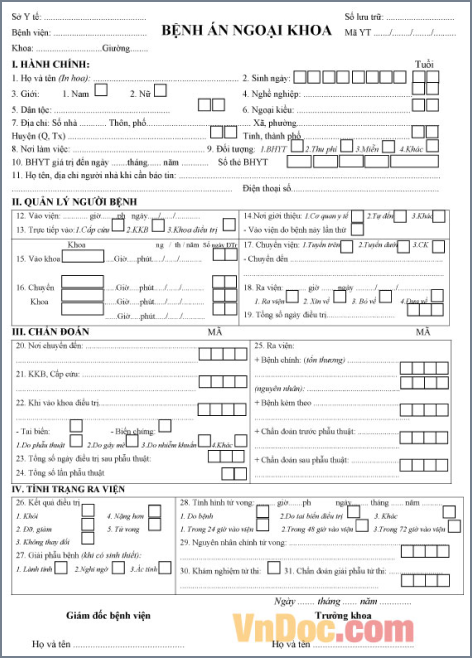 Sở Y tế: ........ BỆNH ÁN NGOẠI KHOA Số lưu trữ: ........
Bệnh viện: ........ Mã YT ..../..../..../....
Khoa: ........Giường........
I. HÀNH CHÍNH: Tuổi
1. Họ và tên (In hoa): ........ 2. Sinh ngày:
3. Giới: 1. Nam 2. Nữ 4. Nghề nghiệp: ........
5. Dân tộc: ........ 6. Ngoại kiều: ........
7. Địa chỉ: Số nhà ........ Thôn, phố........ Xã, phường........
Huyện (Q, Tx) ........ Tỉnh, thành phố ........
8. Nơi làm việc: ........ 9. Đối tượng: 1.BHYT 2.Thu phí 3.Miễn 4.Khác
10. BHYT giá trị đến ngày ......tháng...... năm ........ Số thẻ BHYT
11. Họ tên, địa chỉ người nhà khi cần báo tin: ........
........ Điện thoại số ........
II. QUẢN LÝ NGƯỜI BỆNH
12. Vào viện: ........ giờ......ph ngày...../...../........
13. Trực tiếp vào: 1.Cấp cứu 2.KKB 3.Khoa điều trị
14.Nơi giới thiệu: 1.Cơ quan y tế 2.Tự đến 3.Khác
- Vào viện do bệnh này lần thứ
Khoa ng / th / năm Số ngày ĐTr
15. Vào khoa ....Giờ....phút...../...../......
16. Chuyển ....Giờ....phút...../...../......
Khoa ....Giờ....phút...../...../......
....Giờ....phút...../...../......
17. Chuyển viện: 1.Tuyến trên 2.Tuyến dưới 3.CK
- Chuyển đến ........
18. Ra viện: ........ giờ ngày ..../..../........
1. Ra viện 2. Xin về 3. Bỏ về 4.Đưa về
19. Tổng số ngày điều trị........
III. CHẨN ĐOÁN MÃ MÃ
20. Nơi chuyển đến: ........
21. KKB, Cấp cứu: ........
22. Khi vào khoa điều trị........
- Tai biến: - Biến chứng:
1.Do phẫu thuật 2.Do gây mê 3.Do nhiễm khuẩn 4.Khác
23. Tổng số ngày điều trị sau phẫu thuật:
24. Tổng số lần phẫu thuật
25. Ra viện:
+ Bệnh chính: (tổn thương) ........
(nguyên nhân): ........
+ Bệnh kèm theo ........
+ Chẩn đoán trước phẫu thuật: ........
+ Chẩn đoán sau phẫu thuật: ........
IV. TÌNH TRẠNG RA VIỆN
26. Kết quả điều trị
1. Khỏi 4. Nặng hơn
2. Đỡ, giảm 5. Tử vong
3. Không thay đổi
27. Giải phẫu bệnh (khi có sinh thiết):
1. Lành tính 2.Nghi ngờ 3.Ác tính
28. Tình hình tử vong: ......giờ......ph ngày..... tháng ..... năm ........
1. Do bệnh 2.Do tai biến điều trị 3. Khác
1. Trong 24 giờ vào viện 2.Trong 48 giờ vào viện 3.Trong 72 giờ vào viện
29. Nguyên nhân chính tử vong: ........
30. Khám nghiệm tử thi: 31. Chẩn đoán giải phẫu tử thi: ........
Ngày ....... tháng ...... năm ........
Giám đốc bệnh viện Trưởng khoa
VnDoc.com
Họ và tên ........ Họ và tên ........